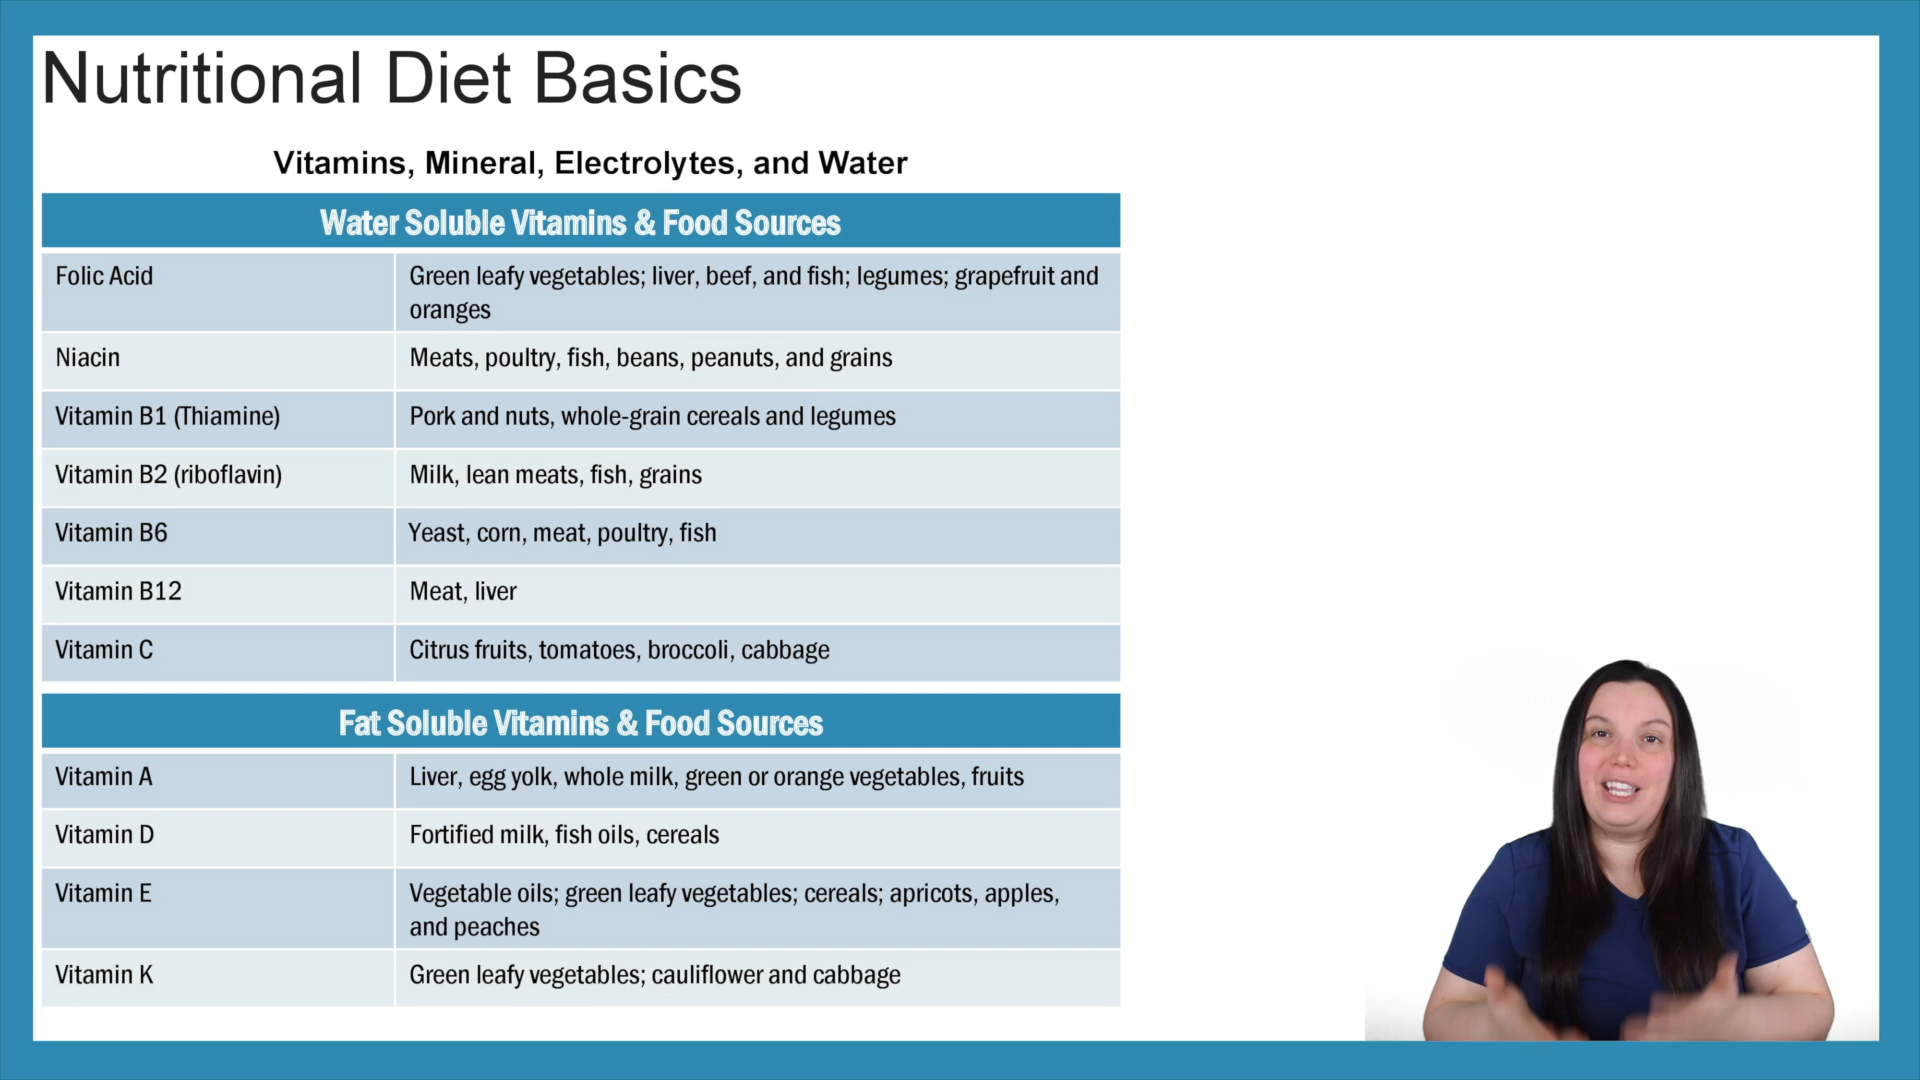 Nutritional Diet Basics
Vitamins, Mineral, Electrolytes, and Water
Water Soluble Vitamins & Food Sources
Folic Acid
Green leafy vegetables; liver, beef, and fish; legumes; grapefruit and
oranges
Niacin
Meats, poultry, fish, beans, peanuts, and grains
Vitamin B1 (Thiamine)
Pork and nuts, whole-grain cereals and legumes
Vitamin B2 (riboflavin)
Milk, lean meats, fish, grains
Vitamin B6
Yeast, corn, meat, poultry, fish
Vitamin B12
Meat, liver
Vitamin C
Citrus fruits, tomatoes, broccoli, cabbage
Fat Soluble Vitamins & Food Sources
Vitamin A
Liver, egg yolk, whole milk, green or orange vegetables, fruits
Vitamin D
Fortified milk, fish oils, cereals
Vitamin E
Vegetable oils; green leafy vegetables; cereals; apricots, apples,
and peaches
Vitamin K
Green leafy vegetables; cauliflower and cabbage